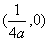 (1/4a, 0)